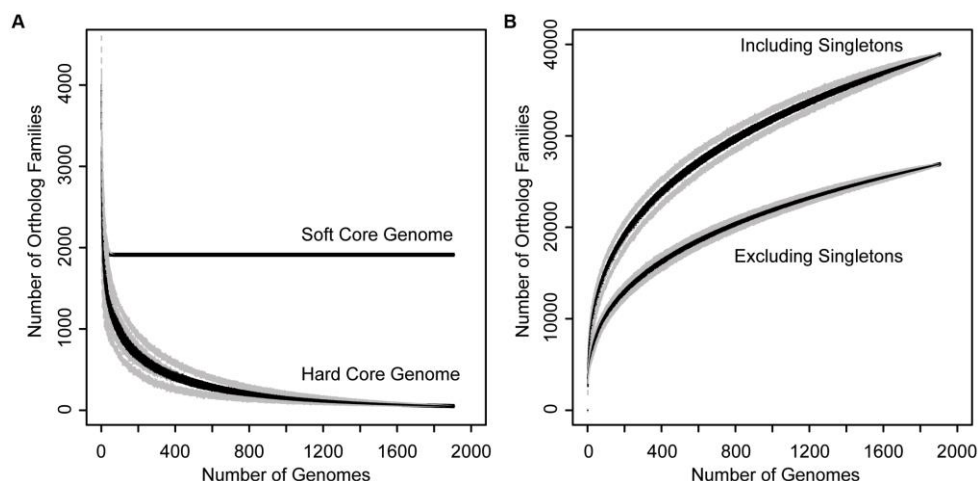 A
Number of Ortholog Families
4000
3000
2000
1000
0
Soft Core Genome
Hard Core Genome
0
400
800
1200
1600
2000
Number of Genomes
B
Number of Ortholog Families
40000
30000
20000
10000
0
Including Singletons
Excluding Singletons
0
400
800
1200
1600
2000
Number of Genomes